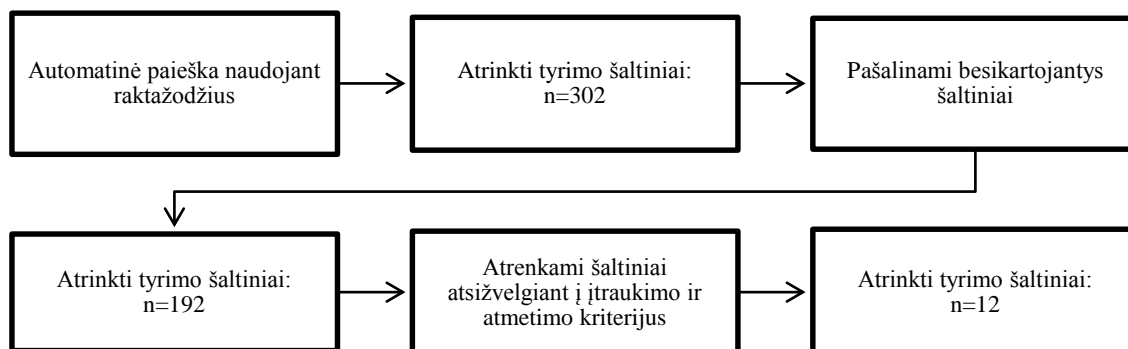 Automatinė paieška naudojant
raktažodžius
Atrinkti tyrimo šaltiniai:
n=302
Pašalinami besikartojantys
šaltiniai
Atrinkti tyrimo šaltiniai:
n=192
Atrenkami šaltiniai
atsižvelgiant į įtraukimo ir
atmetimo kriterijus
Atrinkti tyrimo šaltiniai:
n=12